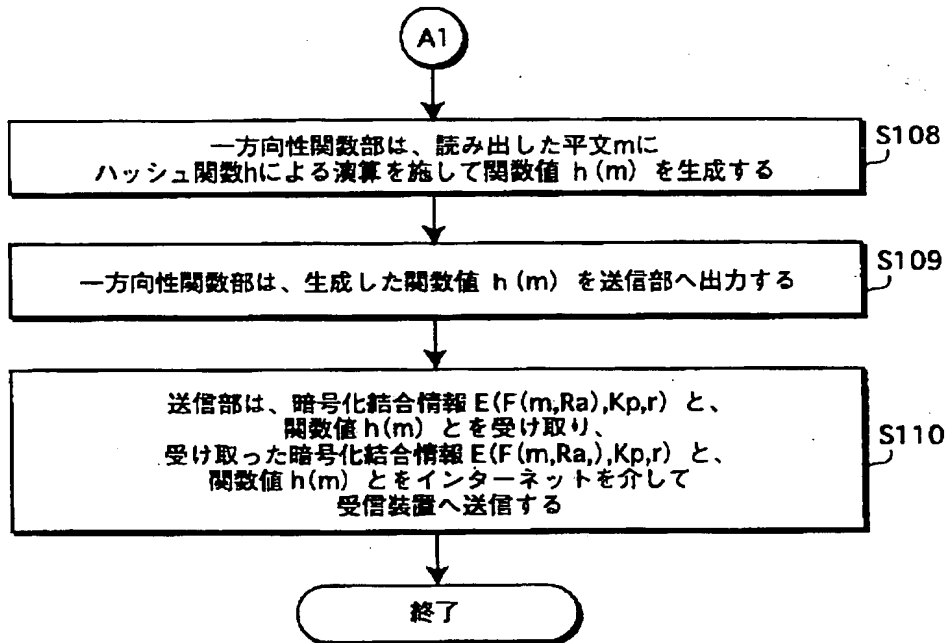 A1
一方向性関数部は、読み出した平文mに
ハッシュ関数hによる演算を施して関数値 h(m) を生成する
S108
一方向性関数部は、生成した関数値 h(m) を送信部へ出力する
S109
送信部は、暗号化結合情報 E(F(m,Ra),Kp,r) と、
関数値 h(m) とを受け取り、
受け取った暗号化結合情報 E(F(m,Ra,),Kp,r) と、
関数値 h(m) とをインターネットを介して
受信装置へ送信する
S110
終了